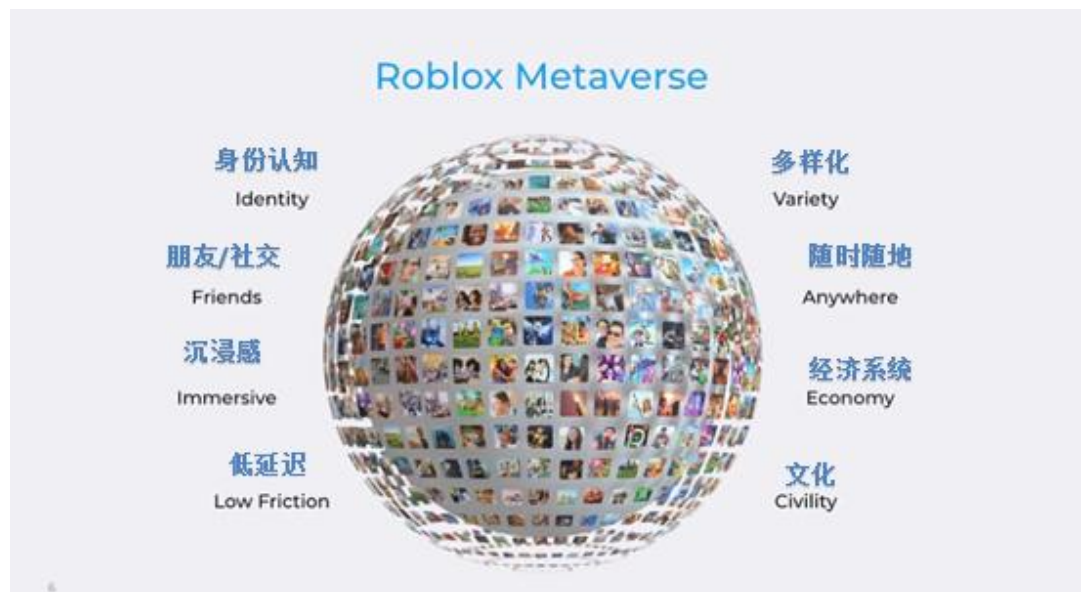 Roblox Metaverse
身份认知
Identity
朋友/社交
Friends
沉浸感
Immersive
低延迟
Low Friction
多样化
Variety
随时随地
Anywhere
经济系统
Economy
文化
Civility